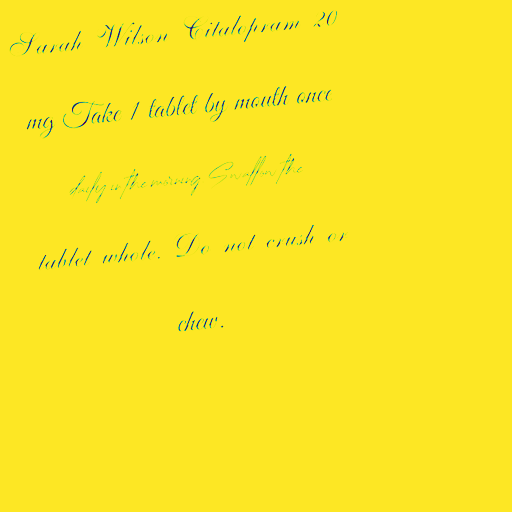 Sarah Wilson Citalopram 20
mg Take 1 tablet by mouth once
daily in the morning Swallow the
tablet whole. Do not crush or
chew.